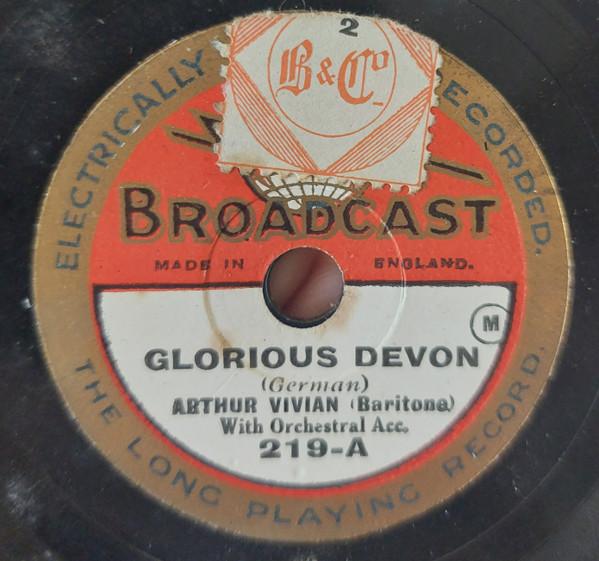 2
B & Co
ELECTRICALLY RECORDED.
BROADCAST
MADE IN ENGLAND.
M
GLORIOUS DEVON
(German)
ARTHUR VIVIAN (Baritone)
With Orchestral Acc.
219-A
THE LONG PLAYING RECORD.